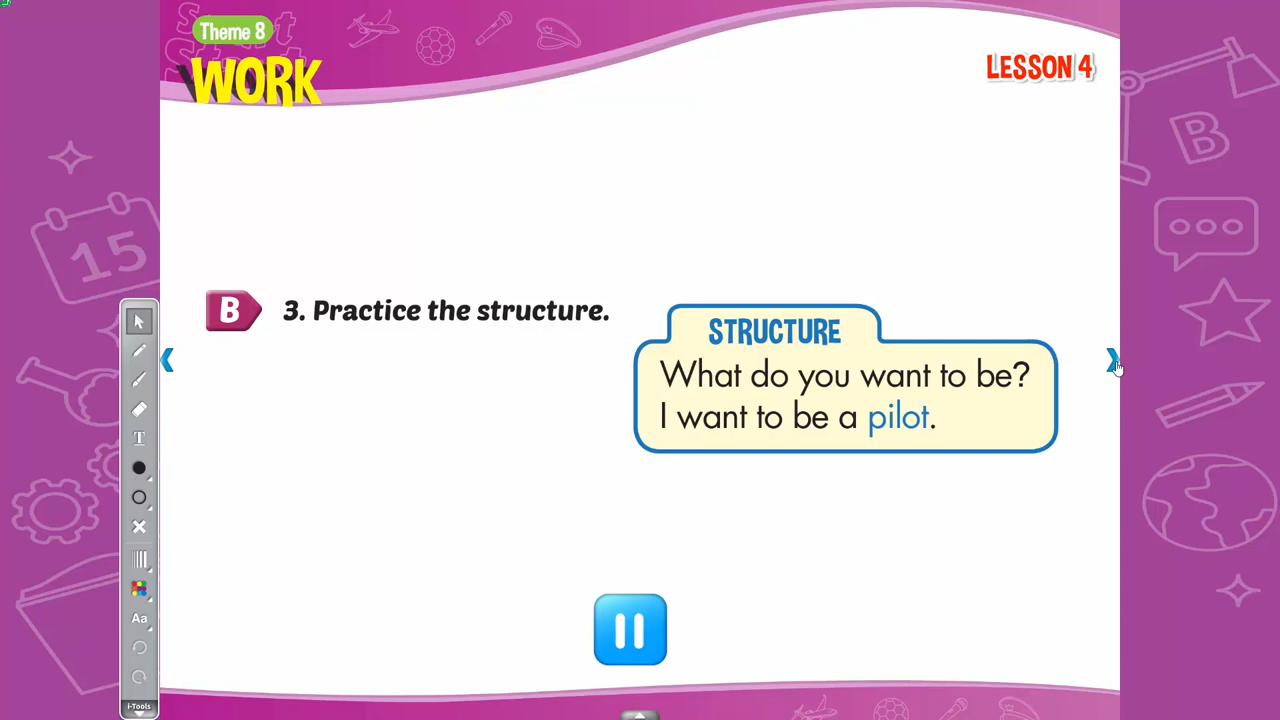 Theme 8
WORK
LESSON 4
B
15
B 3. Practice the structure.
STRUCTURE
What do you want to be?
I want to be a pilot.
T
Aa
i-Tools